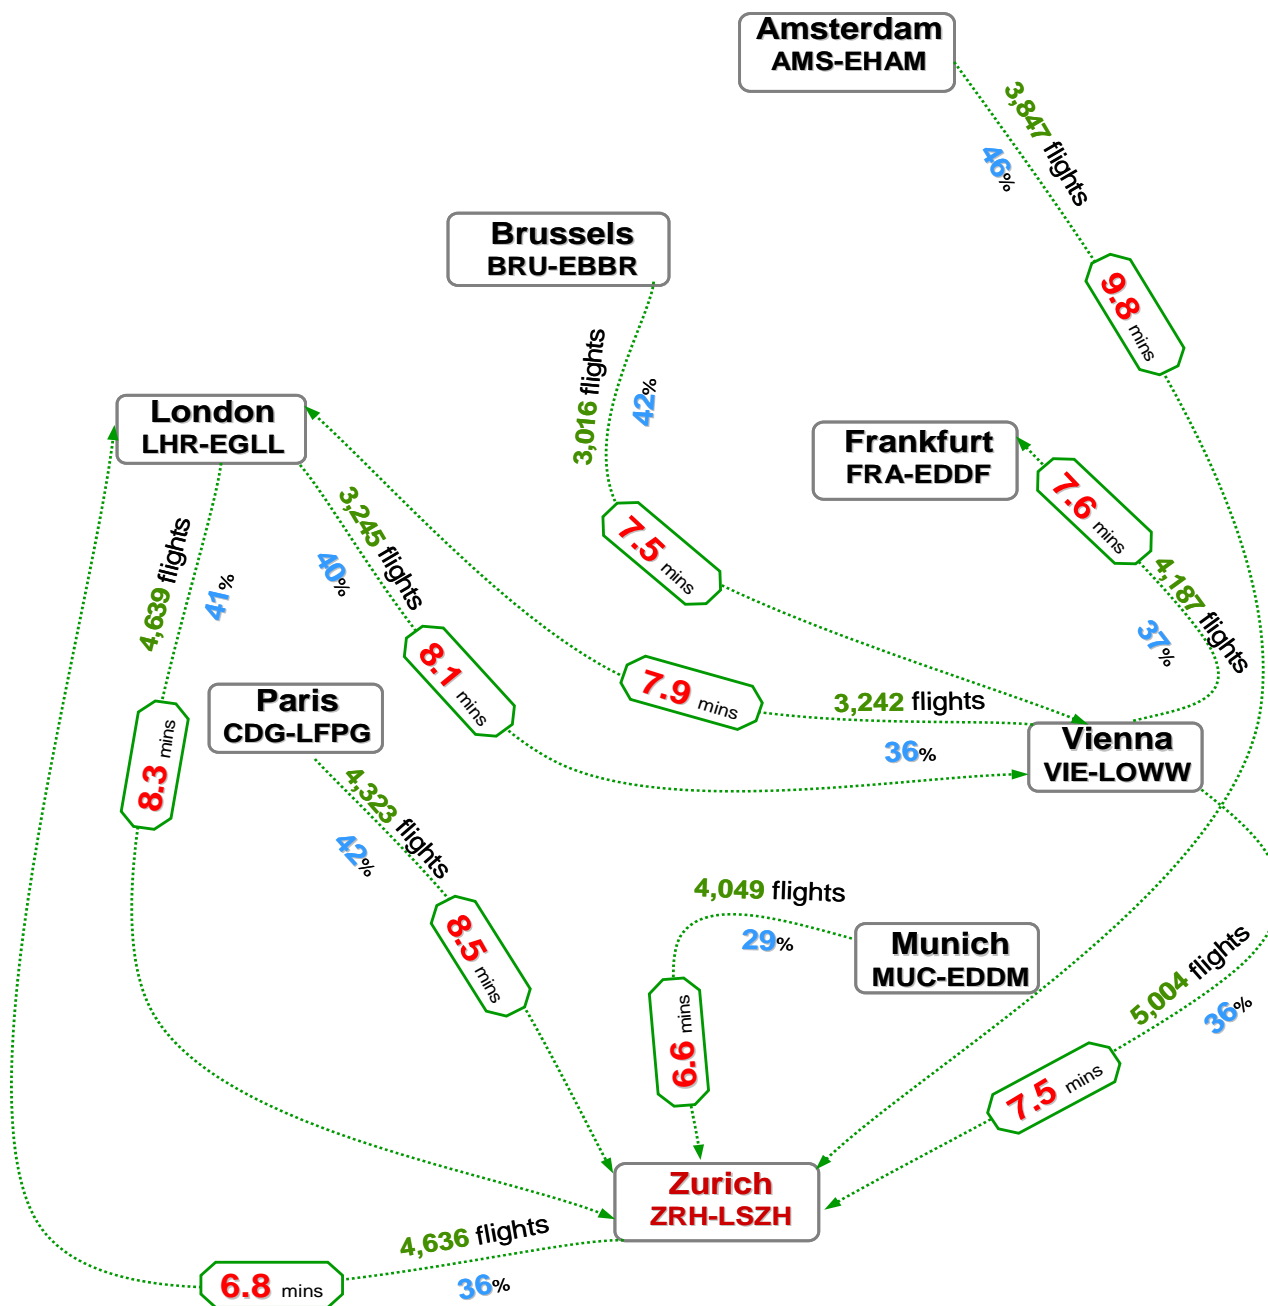 Amsterdam
AMS-EHAM
3,847 flights
46%
9.8 mins
Brussels
BRU-EBBR
3,016 flights
42%
7.5 mins
London
LHR-EGLL
Frankfurt
FRA-EDDF
7.6 mins
4,187 flights
37%
3,245 flights
40%
8.1 mins
4,639 flights
41%
8.3 mins
7.9 mins
3,242 flights
36%
Paris
CDG-LFPG
Vienna
VIE-LOWW
4,323 flights
42%
8.5 mins
4,049 flights
29%
6.6 mins
Munich
MUC-EDDM
5,004 flights
36%
7.5 mins
Zurich
ZRH-LSZH
4,636 flights
36%
6.8 mins